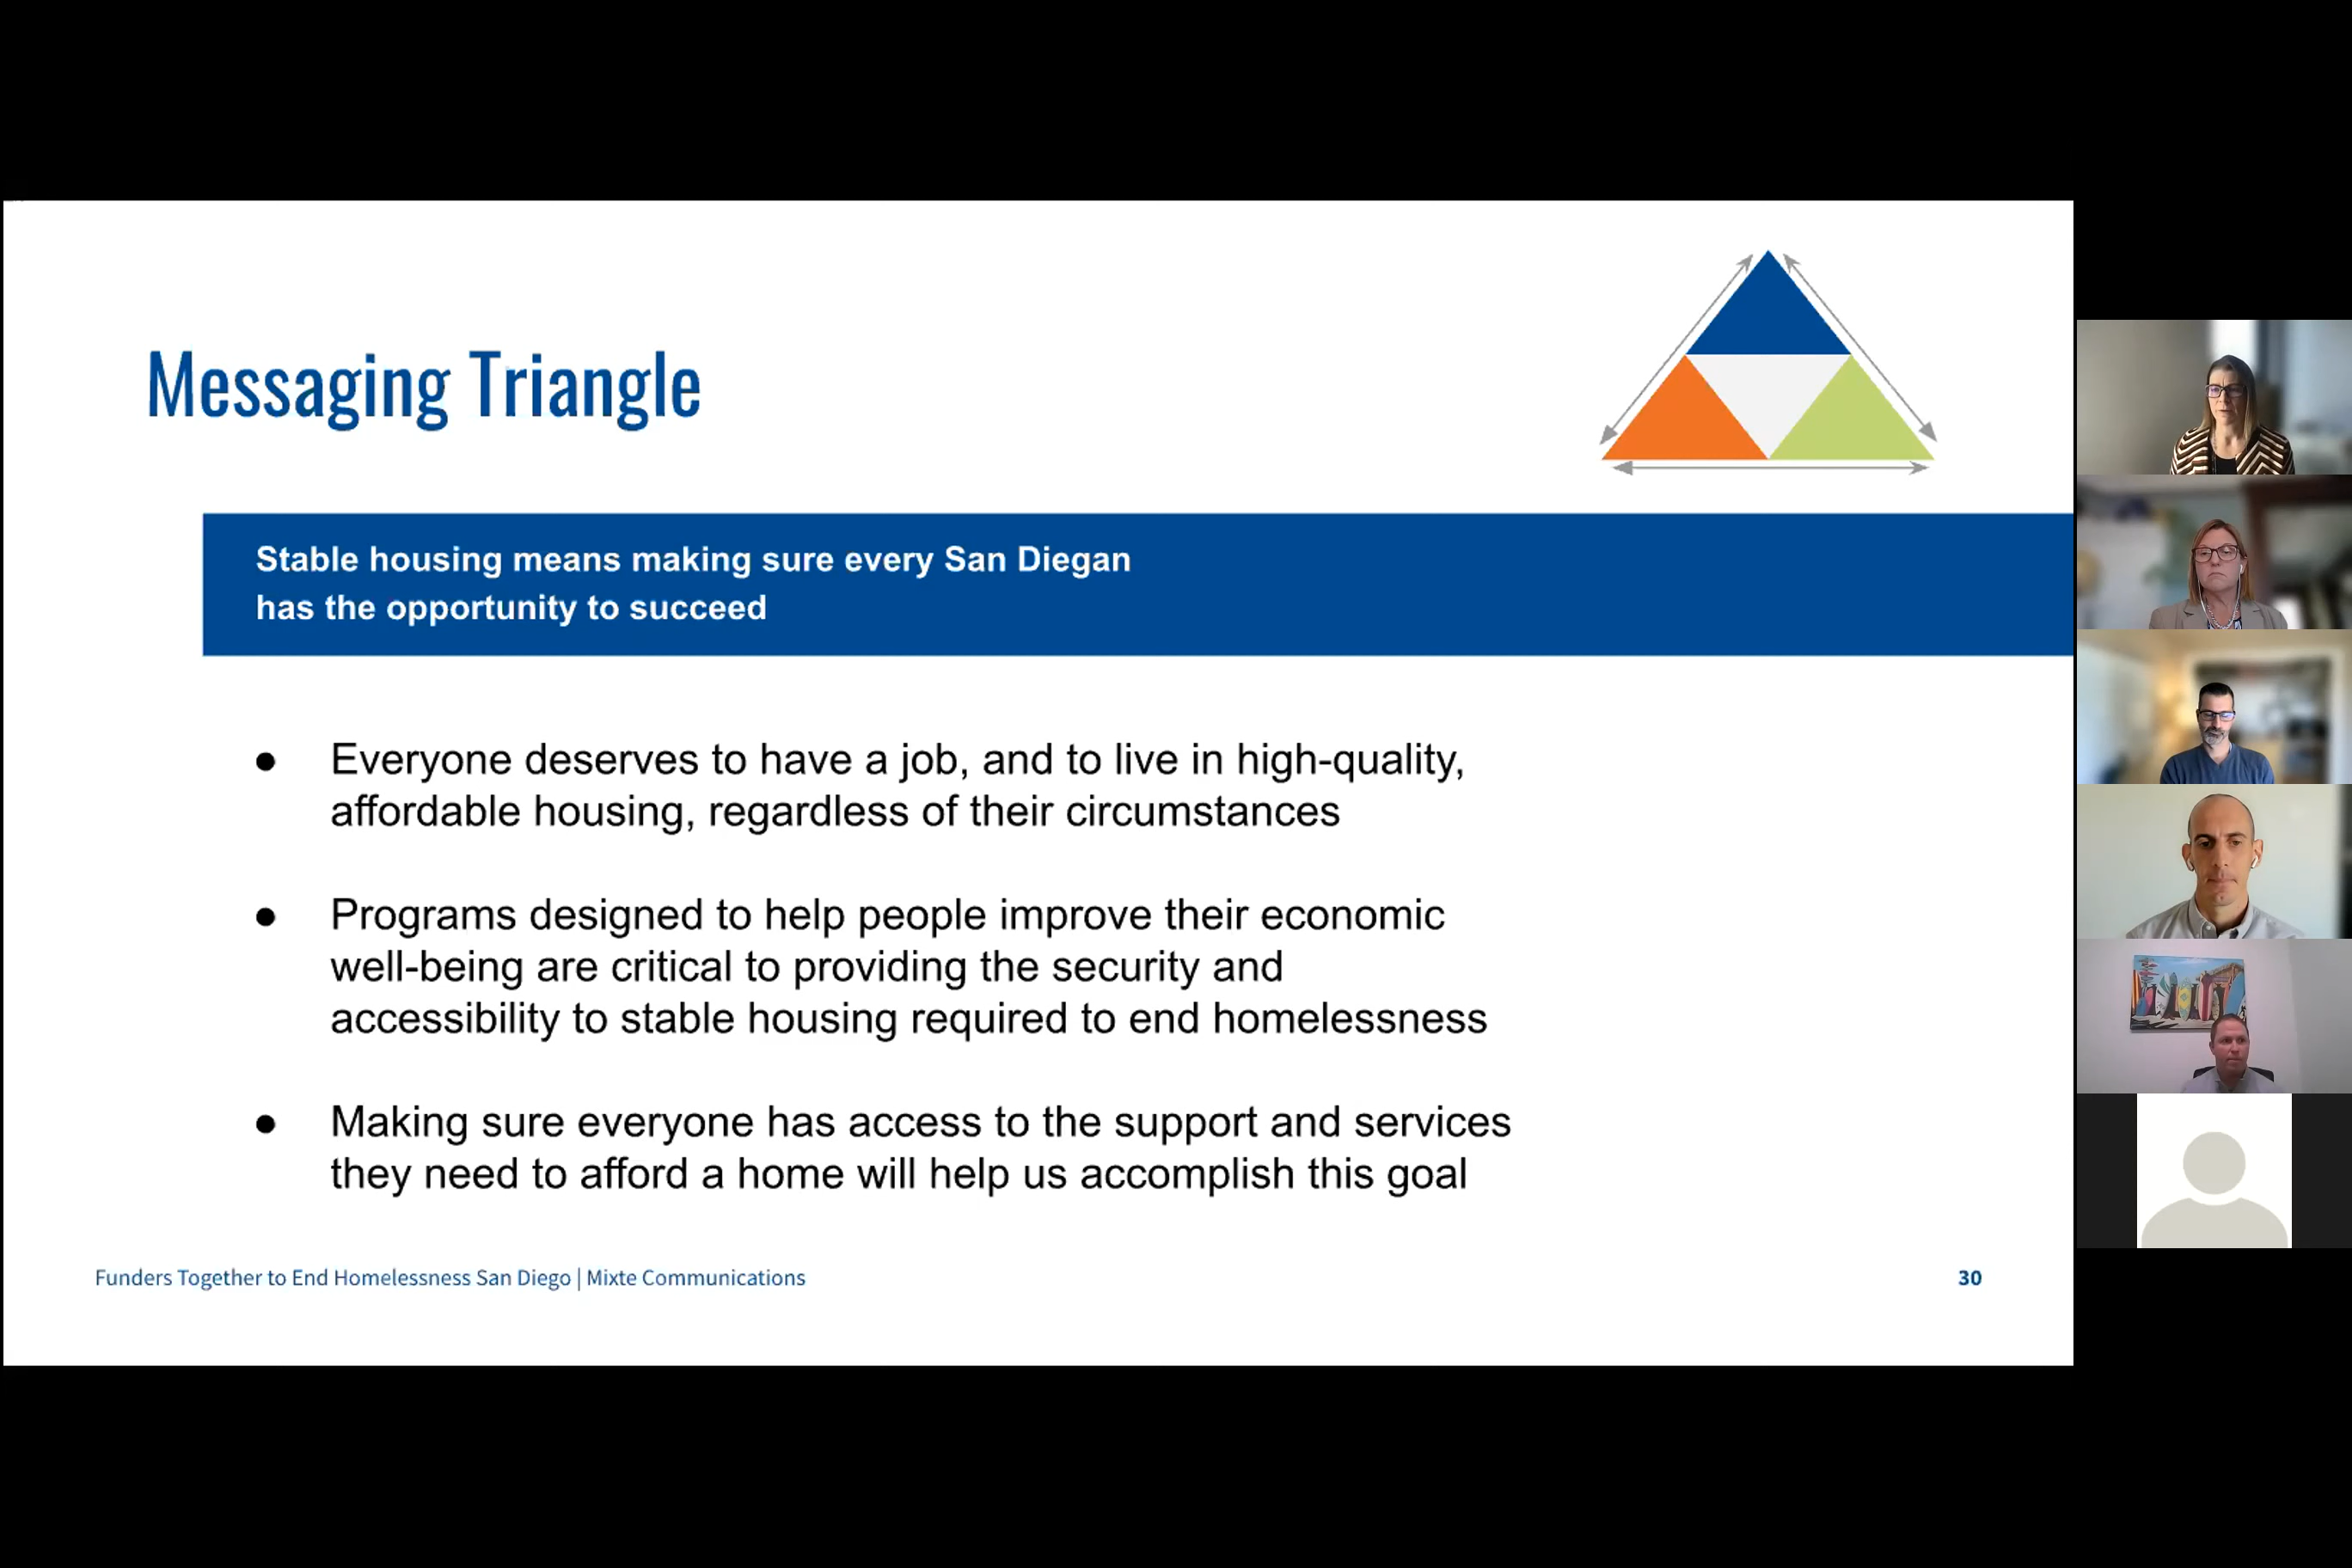 Messaging Triangle
Stable housing means making sure every San Diegan
has the opportunity to succeed
● Everyone deserves to have a job, and to live in high-quality,
affordable housing, regardless of their circumstances
● Programs designed to help people improve their economic
well-being are critical to providing the security and
accessibility to stable housing required to end homelessness
● Making sure everyone has access to the support and services
they need to afford a home will help us accomplish this goal
Funders Together to End Homelessness San Diego | Mixte Communications
30